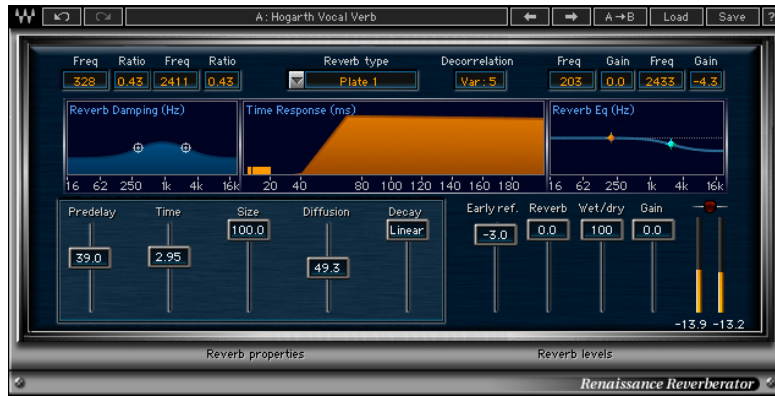 A: Hogarth Vocal Verb A→B Load Save ?
Freq Ratio Freq Ratio Reverb type Decorrelation Freq Gain Freq Gain
328 0.43 2411 0.43 Plate 1 Var: 5 203 0.0 2433 -4.3
Reverb Damping (Hz) Time Response (ms) Reverb Eq (Hz)
16 62 250 1k 4k 16k 20 40 80 100 120 140 160 180 16 62 250 1k 4k 16k
Predelay Time Size Diffusion Decay Early ref. Reverb Wet/dry Gain
100.0 Linear -3.0 0.0 100 0.0
39.0 2.95 49.3
-13.9 -13.2
Reverb properties Reverb levels
Renaissance Reverberator